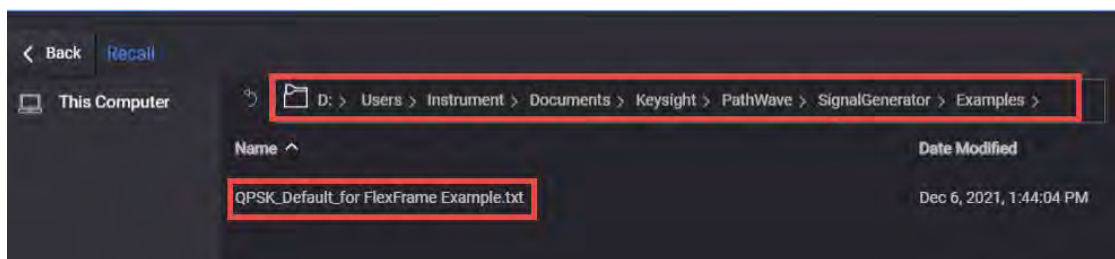 Back Recall
This Computer
D: > Users > Instrument > Documents > Keysight > PathWave > SignalGenerator > Examples >
Name Date Modified
QPSK_Default_for FlexFrame Example.txt Dec 6, 2021, 1:44:04 PM